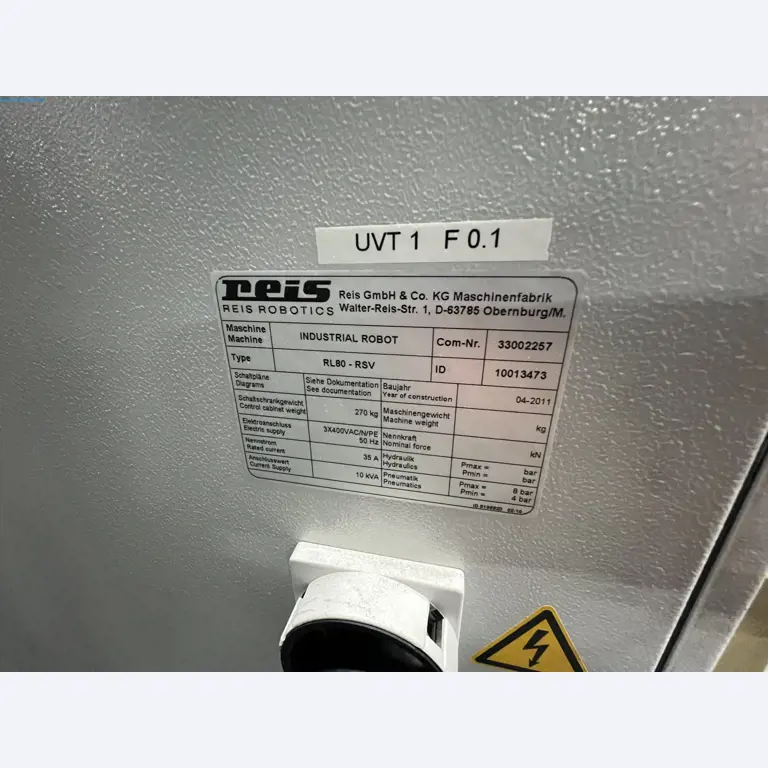 UVT 1 F 0.1
reis
REIS ROBOTICS
Reis GmbH & Co. KG Maschinenfabrik
Walter-Reis-Str. 1, D-63785 Obernburg/M.
Maschine
Machine
INDUSTRIAL ROBOT
Com-Nr.
33002257
Type
RL80 - RSV
ID
10013473
Schaltpläne
Diagrams
Siehe Dokumentation
See documentation
Baujahr
Year of construction
04-2011
Schaltschrankgewicht
Control cabinet weight
270 kg
Maschinengewicht
Machine weight
kg
Elektroanschluss
Electric supply
3X400VAC/N/PE
50 Hz
Nennkraft
Nominal force
kN
Nennstrom
Rated current
35 A
Hydraulik
Hydraulics
Pmax = bar
Pmin = bar
Anschlusswert
Current Supply
10 kVA
Pneumatik
Pneumatics
Pmax = 8 bar
Pmin = 4 bar